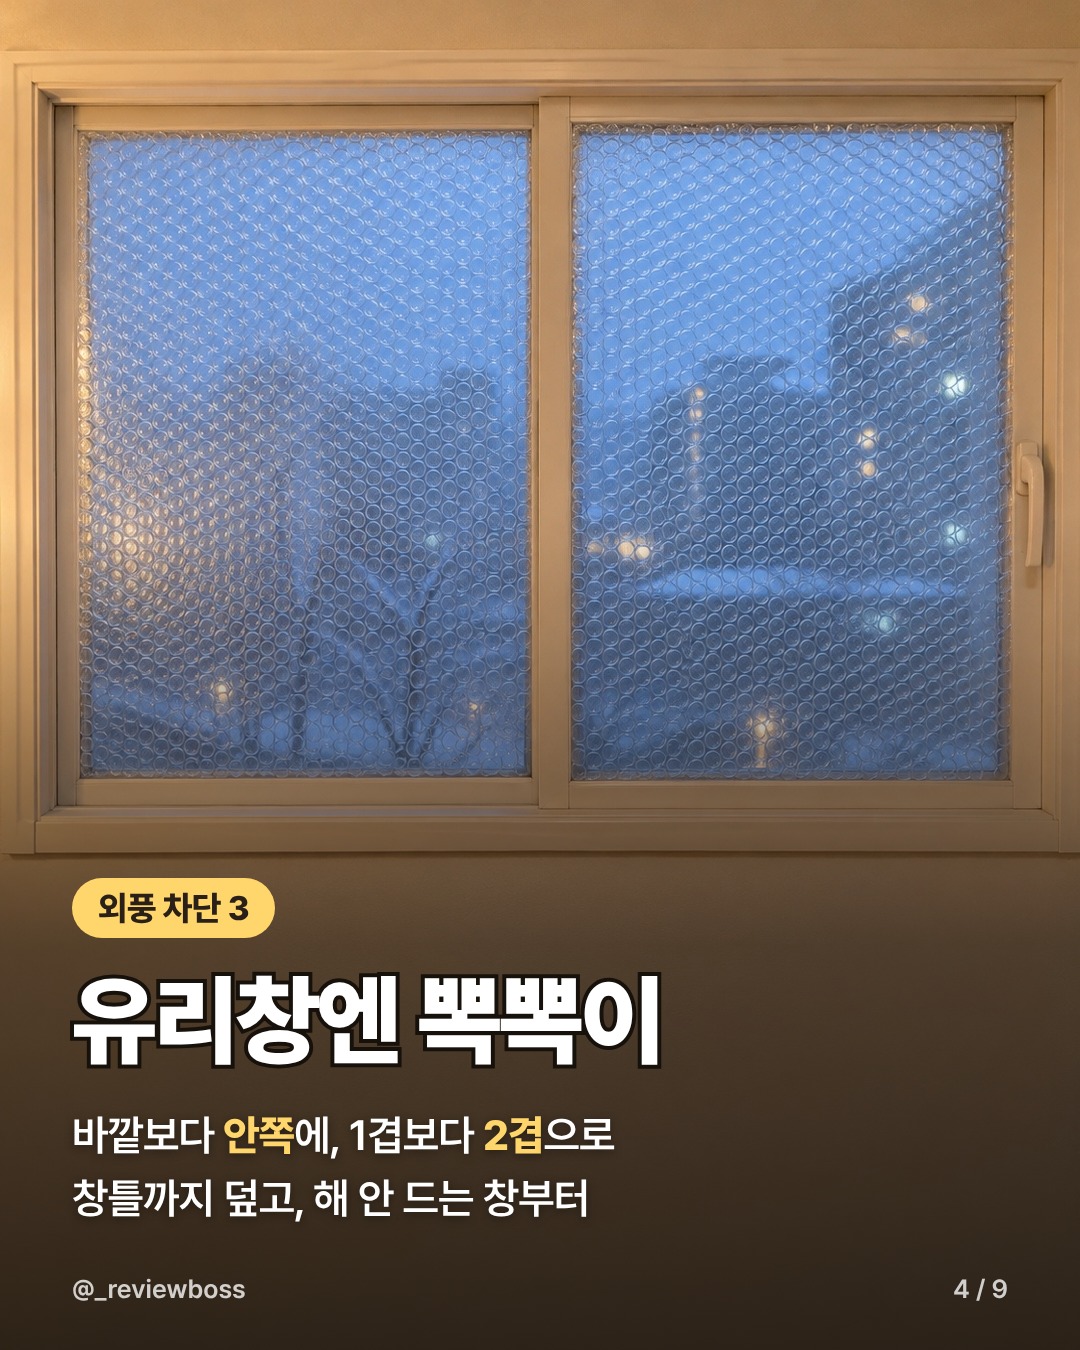 외풍 차단 3
유리창엔 뽁뽁이
바깥보다 안쪽에, 1겹보다 2겹으로
창틀까지 덮고, 해 안 드는 창부터
@_reviewboss
4 / 9